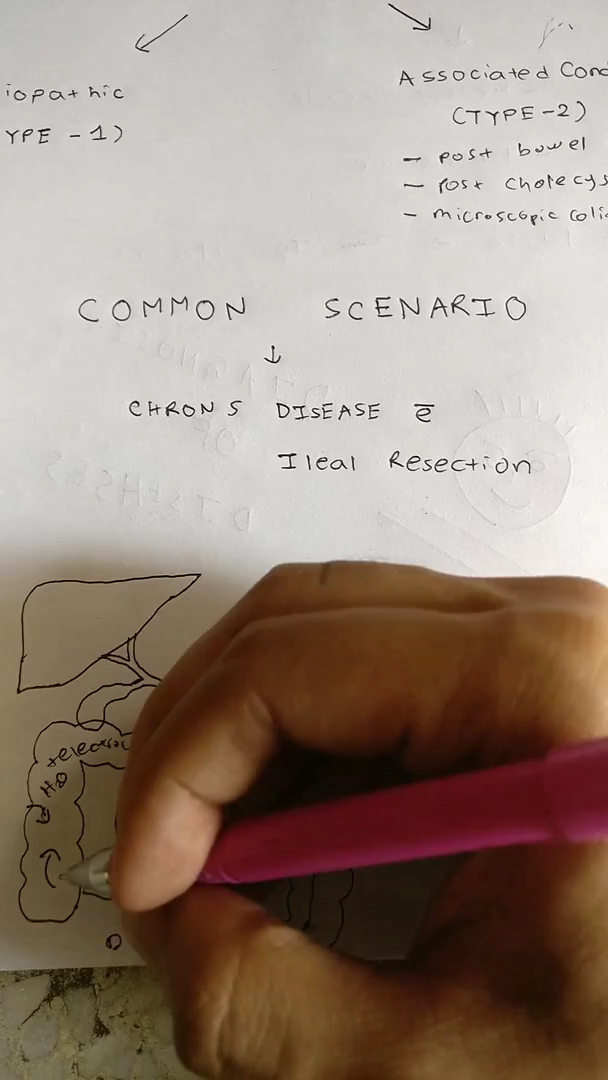 iopathic
YPE -1)
Associated Cond
(TYPE-2)
- post bowel
- Post cholecys
- microscopic coli
COMMON SCENARIO
↓
CHRONS DISEASE ē
Ileal Resection
H2O